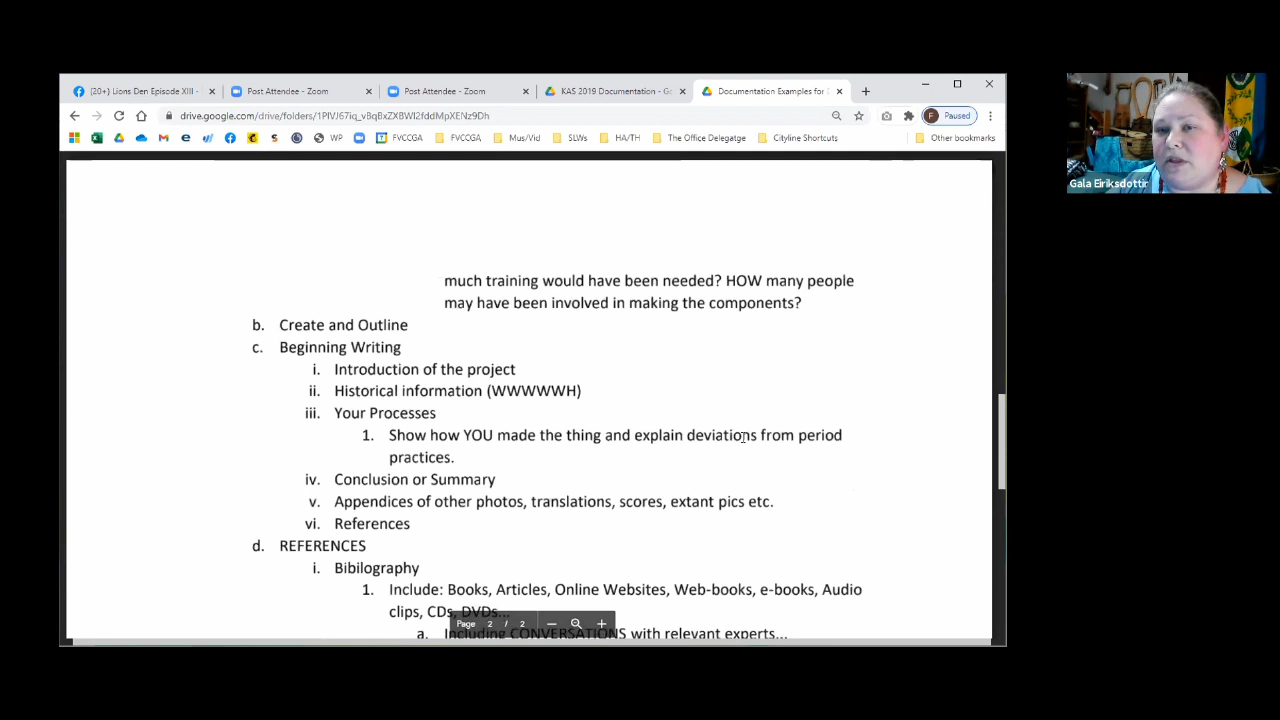 (20+) Lions Den Episode XIII -
Post Attendee - Zoom
Post Attendee - Zoom
KAS 2019 Documentation - Go
Documentation Examples for D
drive.google.com/drive/folders/1PIVJ67iq_vBqBxZXBWI2fddMpXENz9Dh
F Paused
FVCCGA
FVCCGA
Mus/Vid
SLWs
HA/TH
The Office Delegatge
Cityline Shortcuts
Other bookmarks
Gala Eiriksdottir
much training would have been needed? HOW many people
may have been involved in making the components?
b. Create and Outline
c. Beginning Writing
i. Introduction of the project
ii. Historical information (WWWWWH)
iii. Your Processes
1. Show how YOU made the thing and explain deviations from period
practices.
iv. Conclusion or Summary
v. Appendices of other photos, translations, scores, extant pics etc.
vi. References
d. REFERENCES
i. Bibilography
1. Include: Books, Articles, Online Websites, Web-books, e-books, Audio
clips, CDs, DVDs...
Page 2 / 2
a. Including CONVERSATIONS with relevant experts...